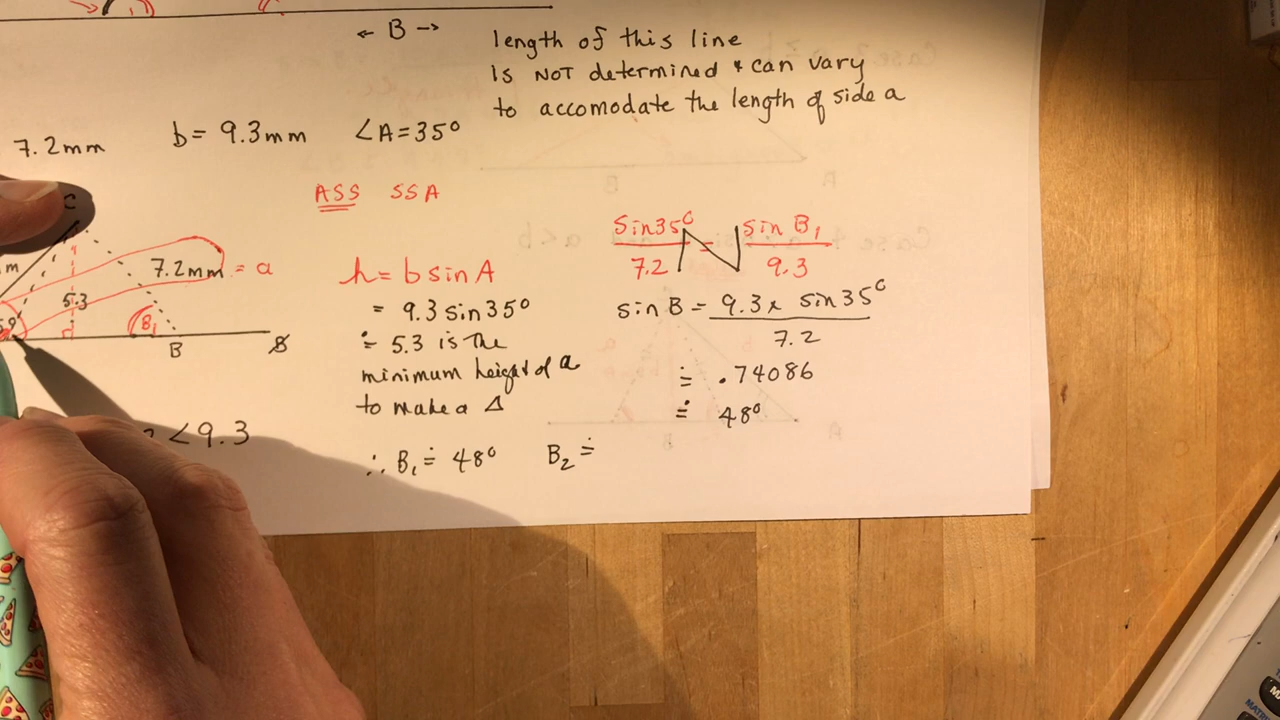 ← B →
length of this line
Is NOT determined & can vary
to accomodate the length of side a
7.2mm b= 9.3mm ∠A=35°
ASS SSA
C
m
7.2mm = a
5.3
B₁
B
B
h= b sin A
= 9.3 sin 35°
≐ 5.3 is the
minimum height of a
to make a Δ
sin35° = sin B₁
7.2 9.3
sin B = 9.3 x sin 35°
7.2
≐ .74086
≐ 48°
< 9.3
∴ B₁ ≐ 48° B₂ ≐